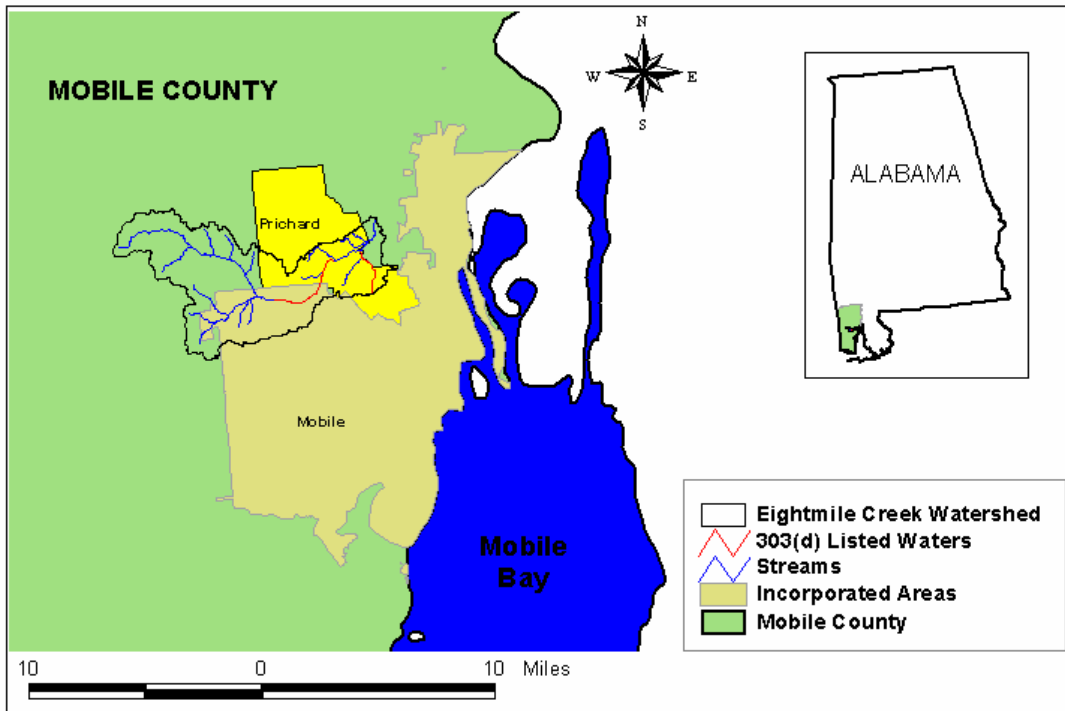 N
W E
S
MOBILE COUNTY
ALABAMA
Prichard
Mobile
Mobile
Bay
Eightmile Creek Watershed
303(d) Listed Waters
Streams
Incorporated Areas
Mobile County
10 0 10 Miles